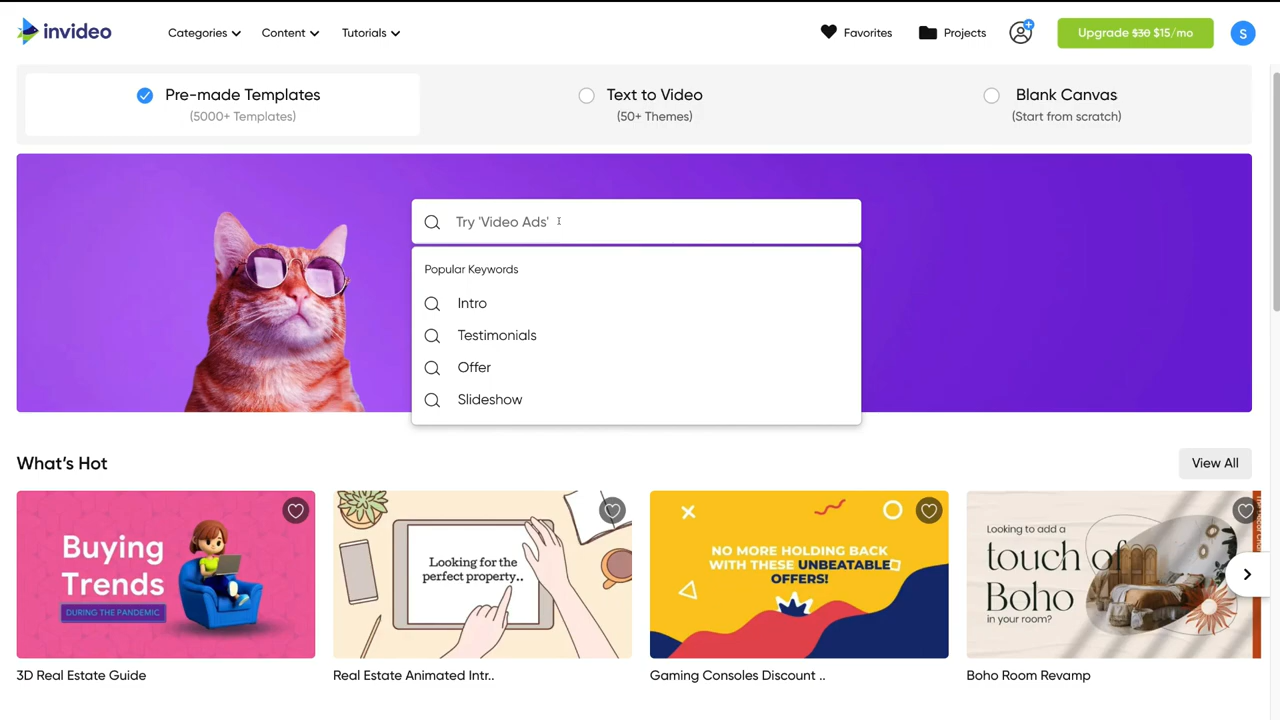 invideo
Categories
Content
Tutorials
Favorites
Projects
Upgrade $30 $15/mo
S
Pre-made Templates
(5000+ Templates)
Text to Video
(50+ Themes)
Blank Canvas
(Start from scratch)
Try 'Video Ads'
Popular Keywords
Intro
Testimonials
Offer
Slideshow
What's Hot
View All
Buying
Trends
DURING THE PANDEMIC
Looking for the
perfect property..
NO MORE HOLDING BACK
WITH THESE UNBEATABLE
OFFERS!
Looking to add a
touch of
Boho
in your room?
3D Real Estate Guide
Real Estate Animated Intr..
Gaming Consoles Discount ..
Boho Room Revamp